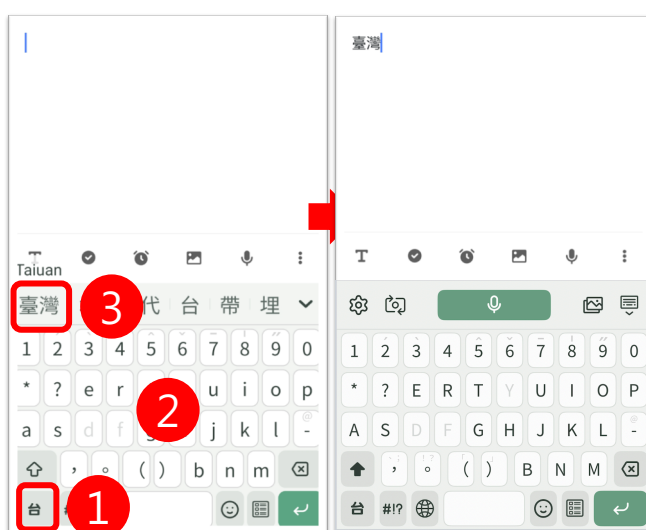 Taiuan
臺灣 3 代 台 帶 埋
1 2 3 4 5 6 7 8 9 0
* ? e r u i o p
2
a s d f g j k l - @
, 。 ( ) b n m
台 1
臺灣
T
1 2 3 4 5 6 7 8 9 0
* ? E R T Y U I O P
A S D F G H J K L -
, 。 ( ) B N M
台 #!?